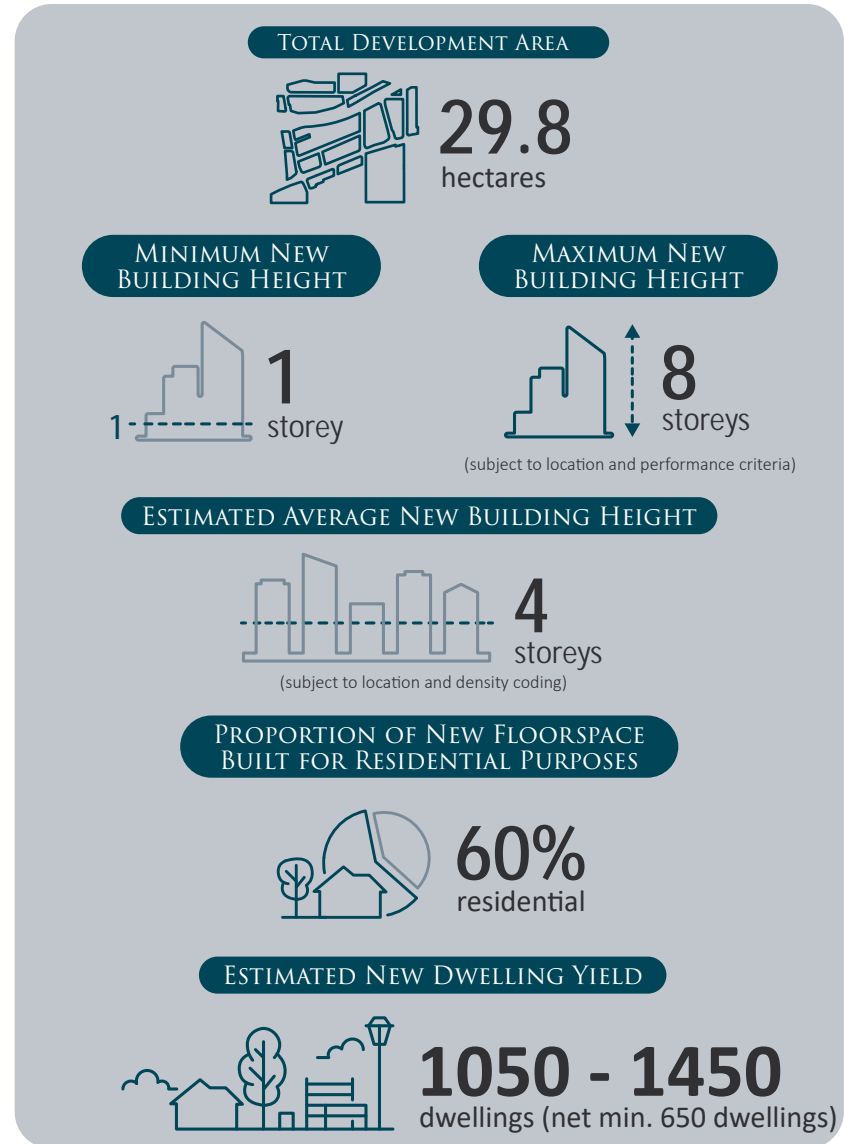 Total Development Area
29.8
hectares
Minimum New
Building Height
Maximum New
Building Height
1
1
storey
8
storeys
(subject to location and performance criteria)
Estimated Average New Building Height
4
storeys
(subject to location and density coding)
Proportion of New Floorspace
Built for Residential Purposes
60%
residential
Estimated New Dwelling Yield
1050 - 1450
dwellings (net min. 650 dwellings)